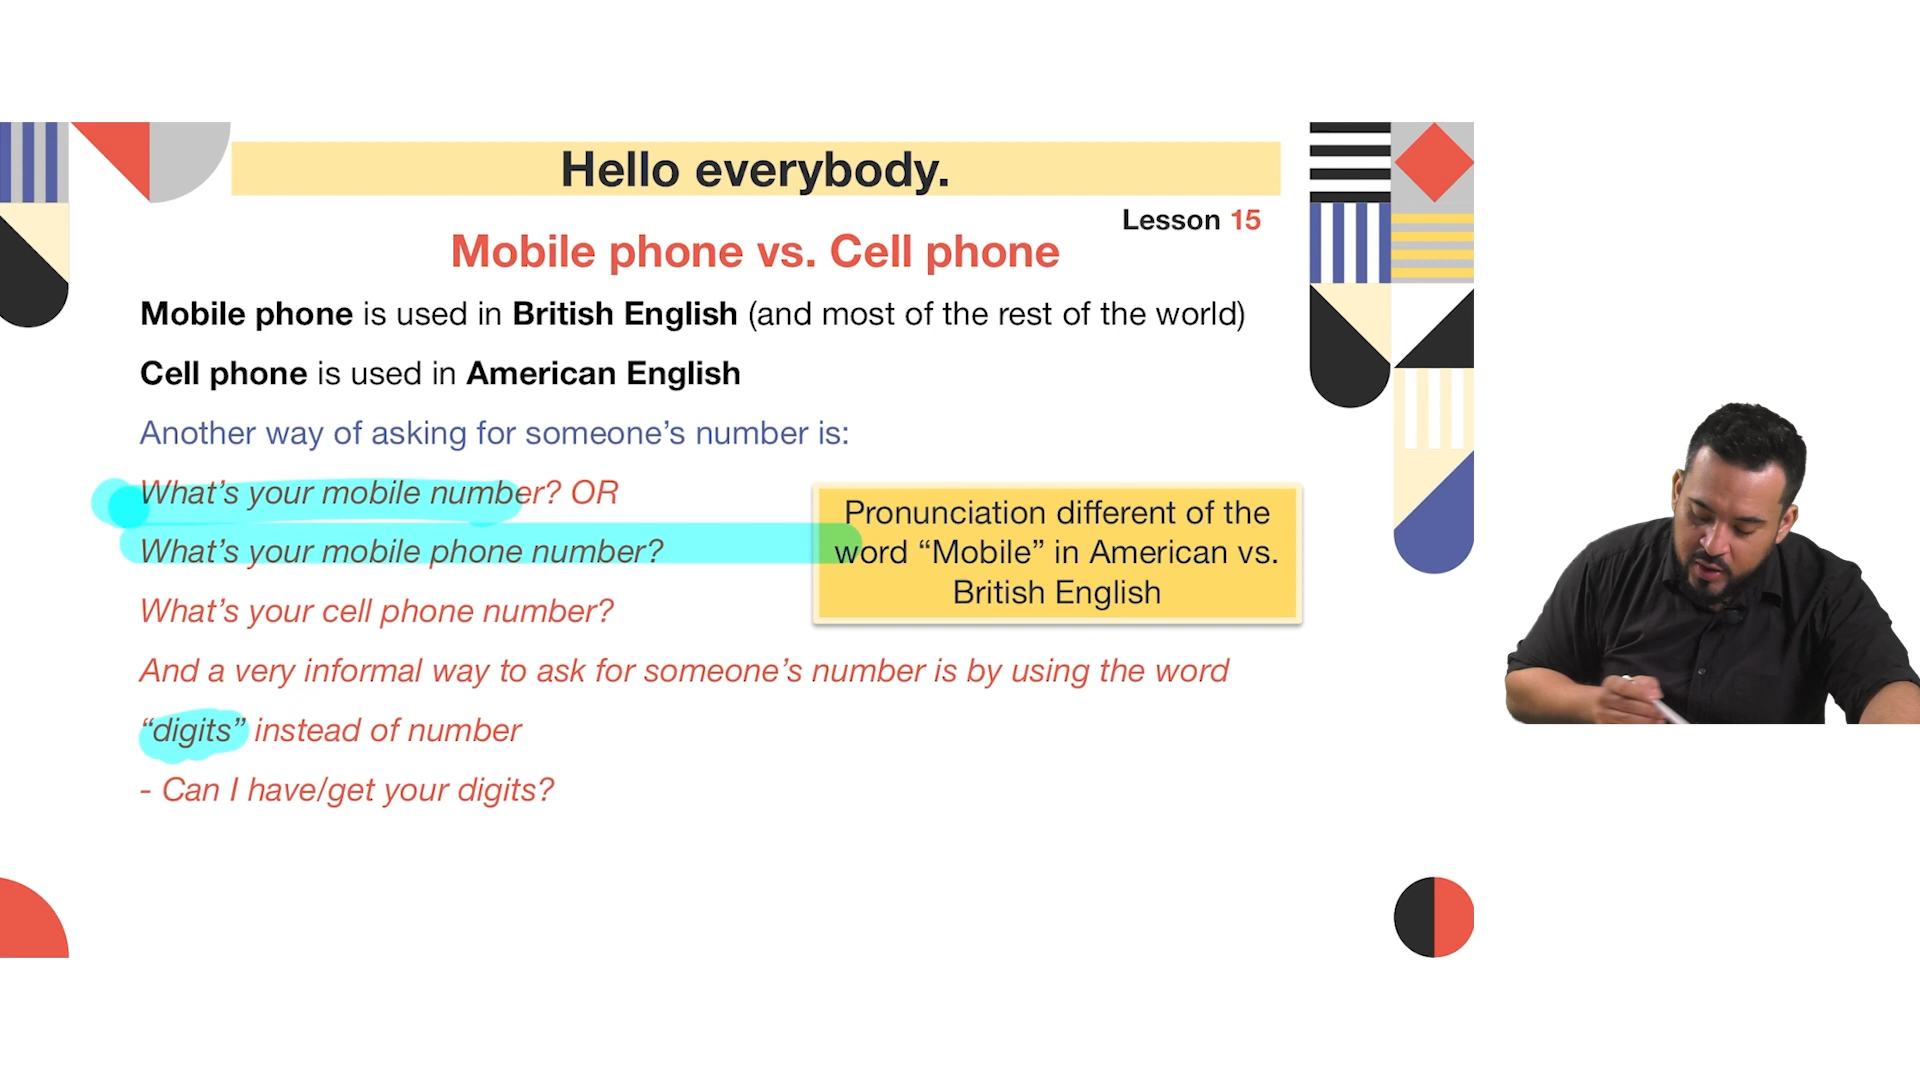 Hello everybody.
Lesson 15
Mobile phone vs. Cell phone
Mobile phone is used in British English (and most of the rest of the world)
Cell phone is used in American English
Another way of asking for someone’s number is:
What’s your mobile number? OR
What’s your mobile phone number?
Pronunciation different of the
word “Mobile” in American vs.
British English
What’s your cell phone number?
And a very informal way to ask for someone’s number is by using the word
“digits” instead of number
- Can I have/get your digits?